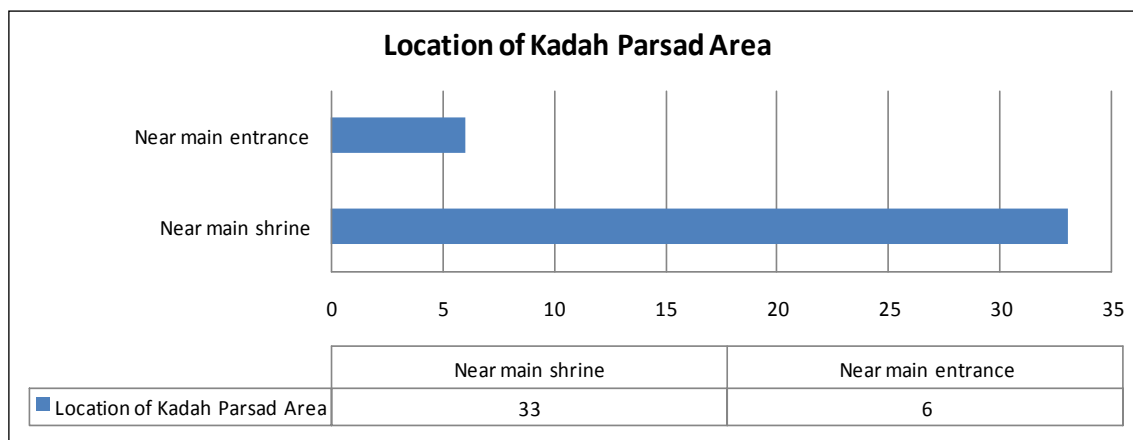 Location of Kadah Parsad Area
Near main entrance
Near main shrine
0 5 10 15 20 25 30 35
Near main shrine Near main entrance
Location of Kadah Parsad Area 33 6